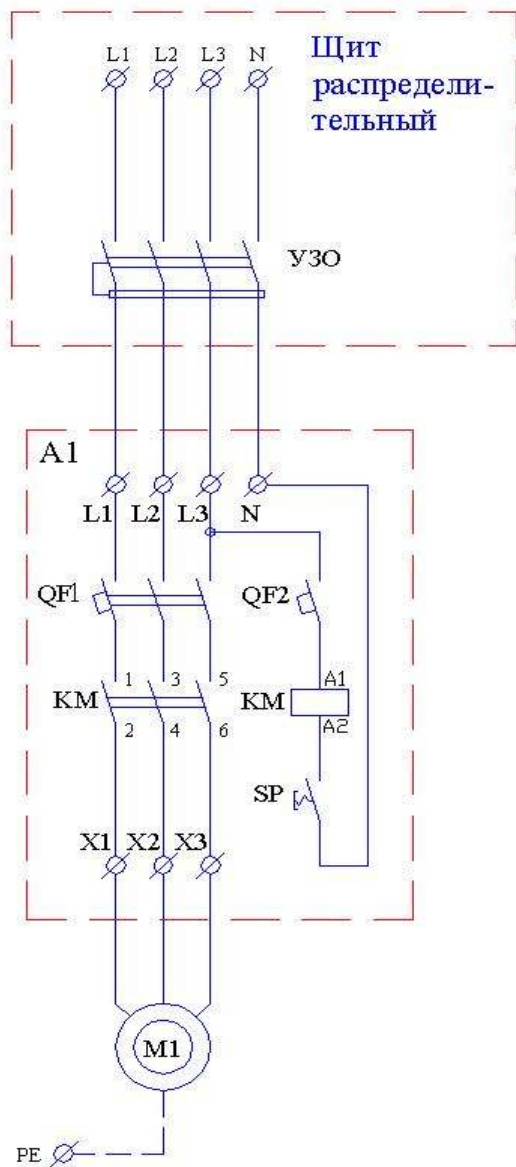 L1 L2 L3 N
Щит
распредели-
тельный
УЗО
A1
L1 L2 L3 N
QF1
QF2
1 3 5
A1
KM
KM
2 4 6
A2
SP
X1 X2 X3
M1
PE